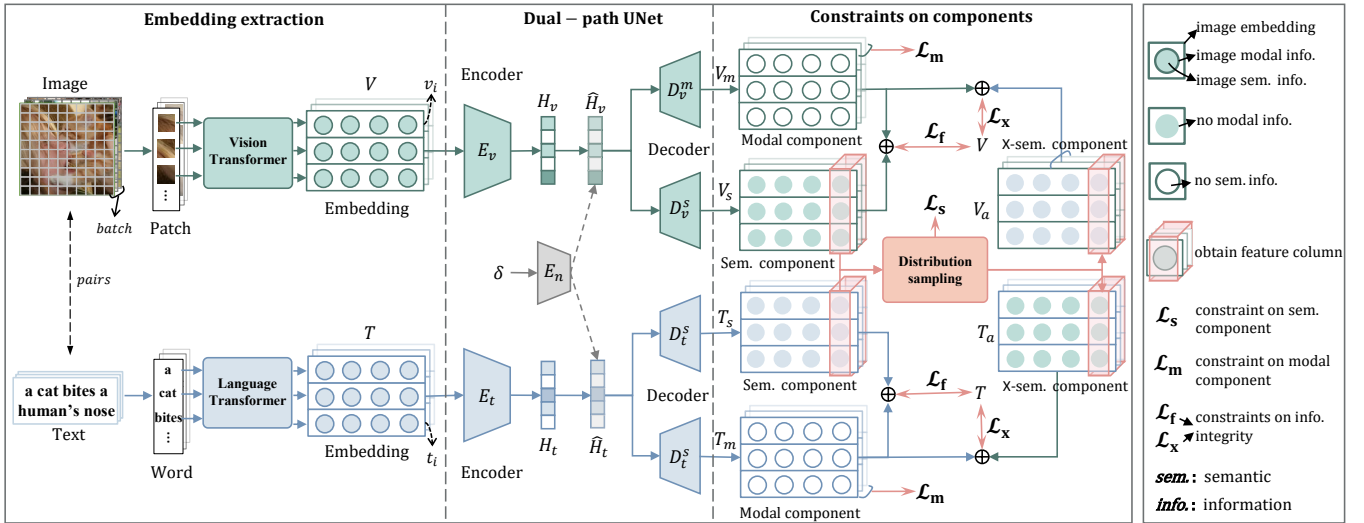 Embedding extraction
Dual – path UNet
Constraints on components
Image
batch
pairs
Patch
⋮
Vision
Transformer
V
v_i
Embedding
Encoder
E_v
H_v
Ĥ_v
Decoder
D_v^m
D_v^s
V_m
V_s
Modal component
Sem. component
ℒ_m
ℒ_f
V
ℒ_x
X-sem. component
V_a
ℒ_s
Distribution
sampling
δ
E_n
a cat bites a
human's nose
Text
a
cat
bites
⋮
Word
Language
Transformer
T
t_i
Embedding
Encoder
E_t
H_t
Ĥ_t
Decoder
D_t^s
D_t^s
T_s
T_m
Sem. component
Modal component
ℒ_f
T
ℒ_x
ℒ_m
T_a
X-sem. component
image embedding
image modal info.
image sem. info.
no modal info.
no sem. info.
obtain feature column
ℒ_s constraint on sem.
component
ℒ_m constraint on modal
component
ℒ_f constraints on info.
ℒ_x integrity
sem.: semantic
info.: information